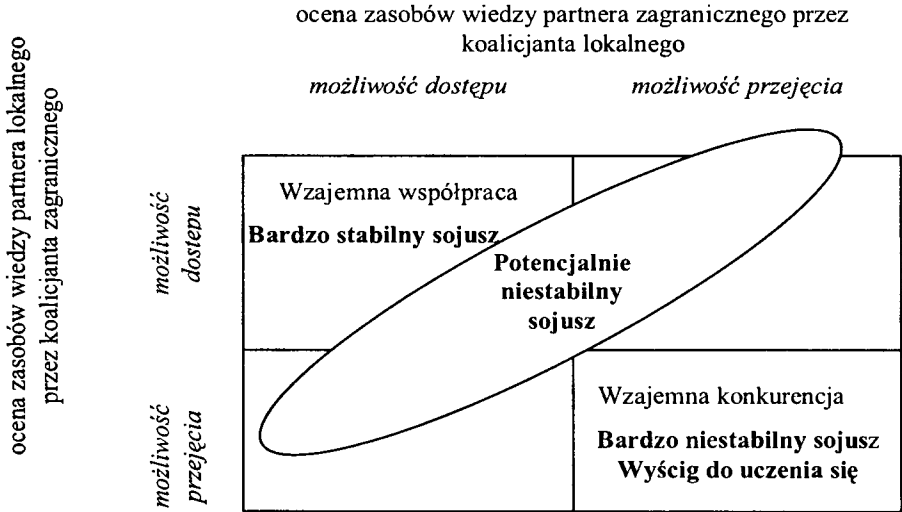 ocena zasobów wiedzy partnera zagranicznego przez
koalicjanta lokalnego
możliwość dostępu
możliwość przejęcia
ocena zasobów wiedzy partnera lokalnego
przez koalicjanta zagranicznego
możliwość
dostępu
Wzajemna współpraca
Bardzo stabilny sojusz
Potencjalnie
niestabilny
sojusz
możliwość
przejęcia
Wzajemna konkurencja
Bardzo niestabilny sojusz
Wyścig do uczenia się